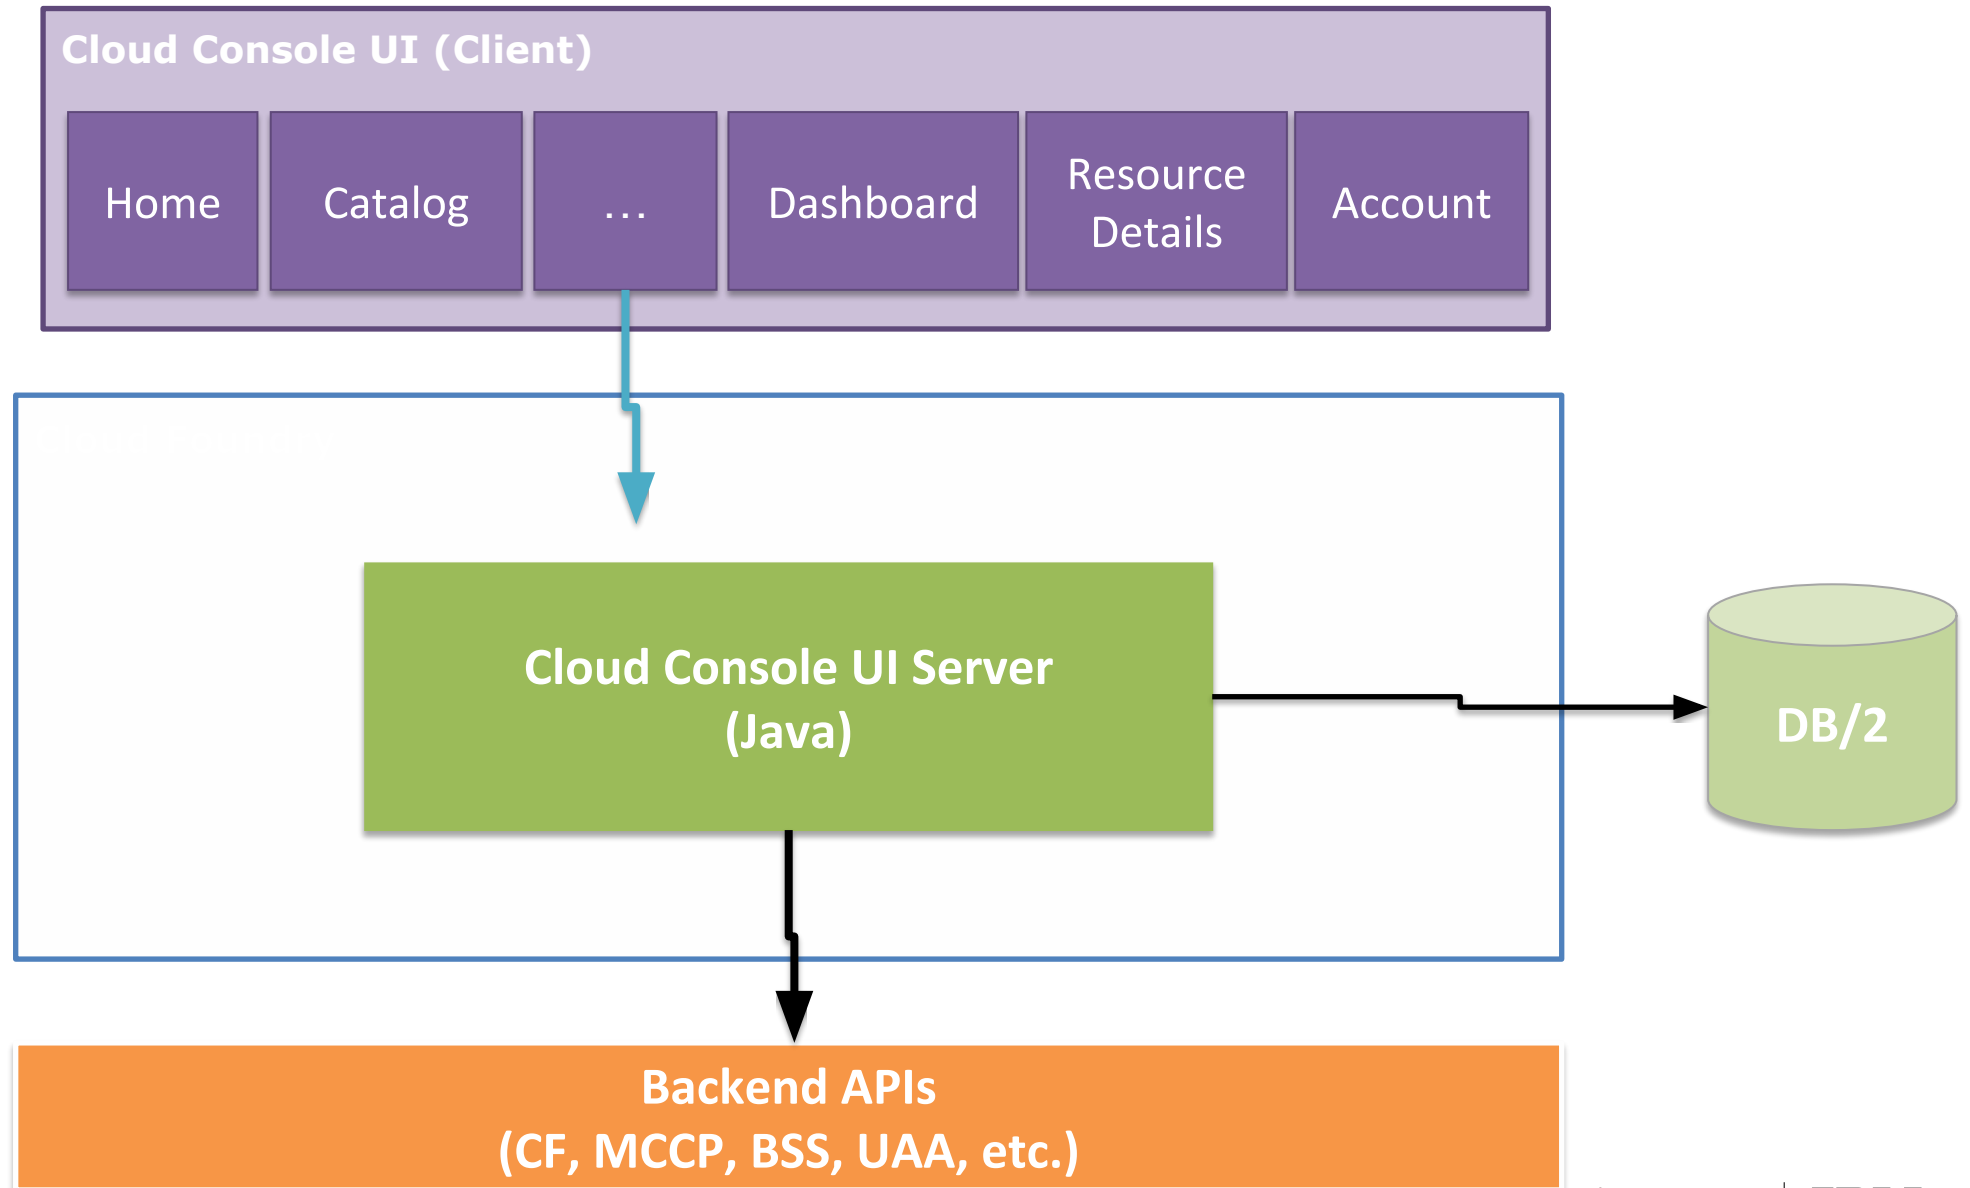 Cloud Console UI (Client)
Home
Catalog
...
Dashboard
Resource
Details
Account
Cloud Console UI Server
(Java)
DB/2
Backend APIs
(CF, MCCP, BSS, UAA, etc.)